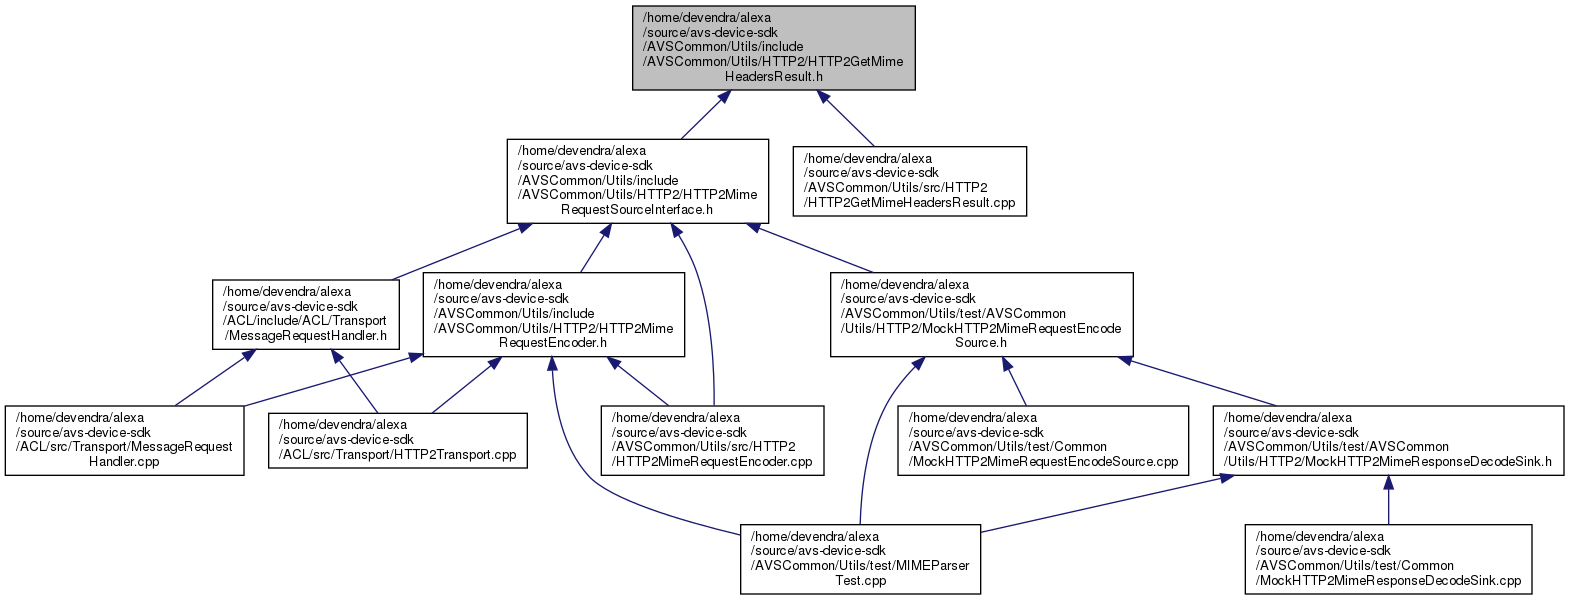 /home/devendra/alexa
/source/avs-device-sdk
/AVSCommon/Utils/include
/AVSCommon/Utils/HTTP2/HTTP2GetMime
HeadersResult.h
/home/devendra/alexa
/source/avs-device-sdk
/AVSCommon/Utils/include
/AVSCommon/Utils/HTTP2/HTTP2Mime
RequestSourceInterface.h
/home/devendra/alexa
/source/avs-device-sdk
/AVSCommon/Utils/src/HTTP2
/HTTP2GetMimeHeadersResult.cpp
/home/devendra/alexa
/source/avs-device-sdk
/ACL/include/ACL/Transport
/MessageRequestHandler.h
/home/devendra/alexa
/source/avs-device-sdk
/AVSCommon/Utils/include
/AVSCommon/Utils/HTTP2/HTTP2Mime
RequestEncoder.h
/home/devendra/alexa
/source/avs-device-sdk
/AVSCommon/Utils/test/AVSCommon
/Utils/HTTP2/MockHTTP2MimeRequestEncode
Source.h
/home/devendra/alexa
/source/avs-device-sdk
/ACL/src/Transport/MessageRequest
Handler.cpp
/home/devendra/alexa
/source/avs-device-sdk
/ACL/src/Transport/HTTP2Transport.cpp
/home/devendra/alexa
/source/avs-device-sdk
/AVSCommon/Utils/src/HTTP2
/HTTP2MimeRequestEncoder.cpp
/home/devendra/alexa
/source/avs-device-sdk
/AVSCommon/Utils/test/Common
/MockHTTP2MimeRequestEncodeSource.cpp
/home/devendra/alexa
/source/avs-device-sdk
/AVSCommon/Utils/test/AVSCommon
/Utils/HTTP2/MockHTTP2MimeResponseDecodeSink.h
/home/devendra/alexa
/source/avs-device-sdk
/AVSCommon/Utils/test/MIMEParser
Test.cpp
/home/devendra/alexa
/source/avs-device-sdk
/AVSCommon/Utils/test/Common
/MockHTTP2MimeResponseDecodeSink.cpp